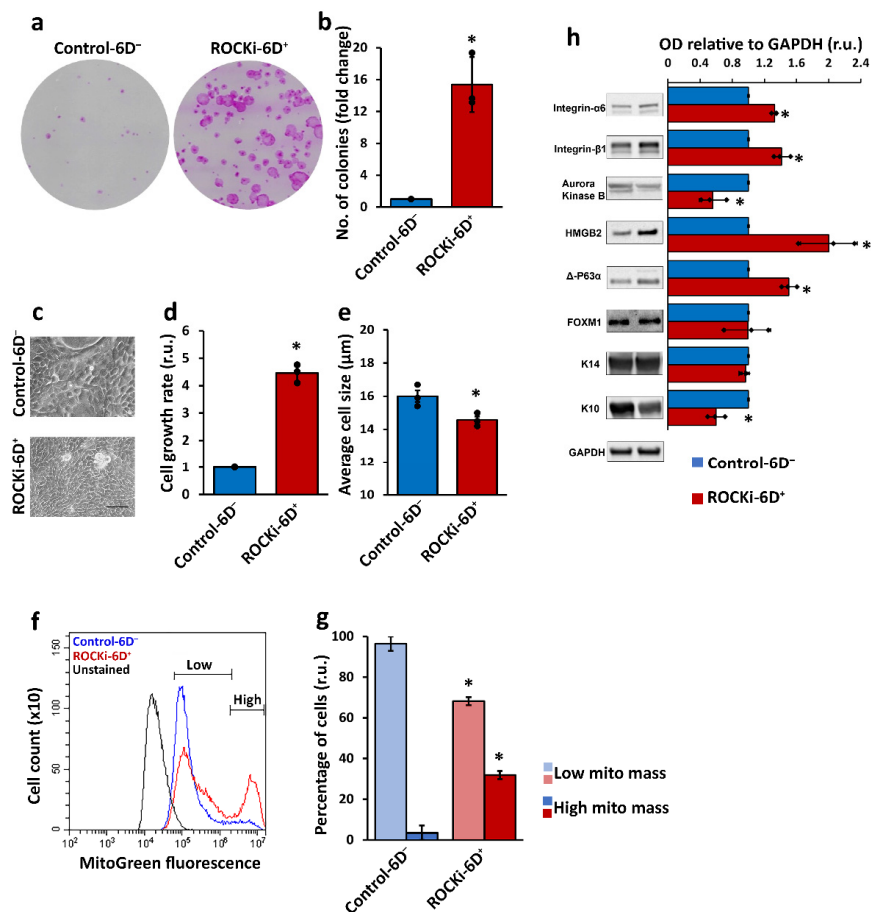 a
Control-6D⁻
ROCKi-6D⁺
b
No. of colonies (fold change)
20
16
12
8
4
0
*
Control-6D⁻
ROCKi-6D⁺
c
Control-6D⁻
ROCKi-6D⁺
d
Cell growth rate (r.u.)
6
5
4
3
2
1
0
*
Control-6D⁻
ROCKi-6D⁺
e
Average cell size (µm)
20
18
16
14
12
*
Control-6D⁻
ROCKi-6D⁺
f
Control-6D⁻
ROCKi-6D⁺
Unstained
Low
High
Cell count (x10)
150
100
50
0
10² 10³ 10⁴ 10⁵ 10⁶ 10⁷
MitoGreen fluorescence
g
Percentage of cells (r.u.)
100
80
60
40
20
0
*
*
Control-6D⁻
ROCKi-6D⁺
Low mito mass
High mito mass
h
OD relative to GAPDH (r.u.)
0 0.4 0.8 1.2 1.6 2 2.4
Integrin-α6
*
Integrin-β1
*
Aurora
Kinase B
*
HMGB2
*
Δ-P63α
*
FOXM1
K14
K10
*
GAPDH
Control-6D⁻
ROCKi-6D⁺